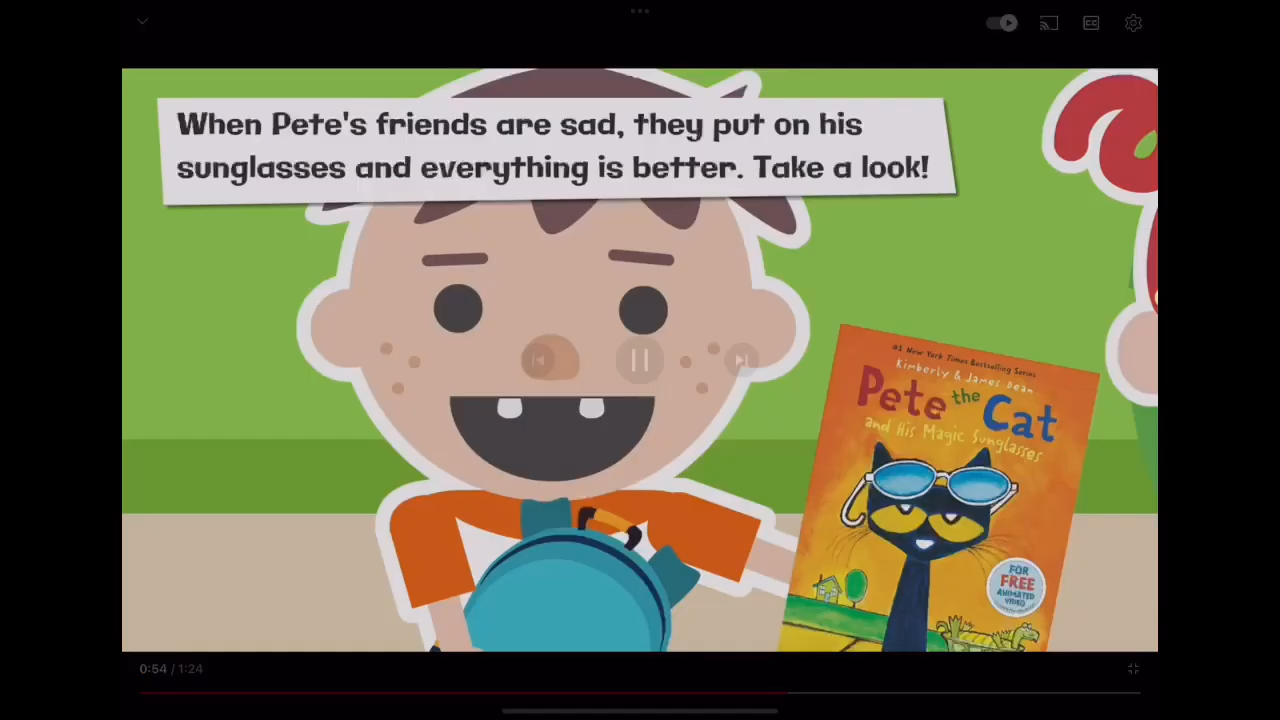 When Pete's friends are sad, they put on his
sunglasses and everything is better. Take a look!
#1 New York Times Bestselling Series
Kimberly & James Dean
Pete the Cat
and His Magic Sunglasses
FOR
FREE
ANIMATED
VIDEO
CC
0:54 / 1:24